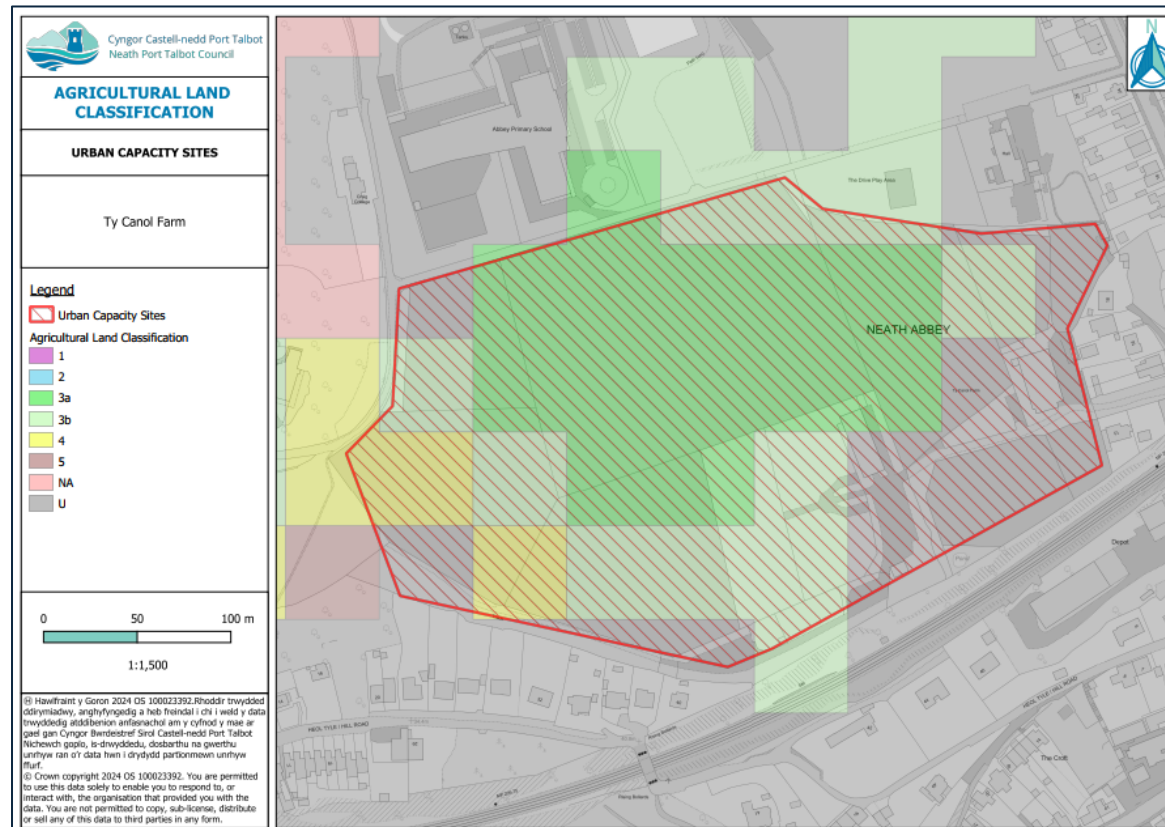 Cyngor Castell-nedd Port Talbot
Neath Port Talbot Council
AGRICULTURAL LAND
CLASSIFICATION
URBAN CAPACITY SITES
Ty Canol Farm
Legend
Urban Capacity Sites
Agricultural Land Classification
1
2
3a
3b
4
5
NA
U
0 50 100 m
1:1,500
Hawlfraint y Goron 2024 OS 100023392.Rhoddir trwydded
ddirymiadwy, anghyfyngedig a heb freindal i chi i weld y data
trwyddedig atddibenion anfasnachol am y cyfnod y mae ar
gael gan Cyngor Bwrdeistref Sirol Castell-nedd Port Talbot
Nichewch gopïo, is-drwyddedu, dosbarthu na gwerthu
unrhyw ran o'r data hwn i drydydd partïonmewn unrhyw
ffurf.
© Crown copyright 2024 OS 100023392. You are permitted
to use this data solely to enable you to respond to, or
interact with, the organisation that provided you with the
data. You are not permitted to copy, sub-license, distribute
or sell any of this data to third parties in any form.
N
Abbey Primary School
The Drive Play Area
NEATH ABBEY
Depot
HEOL TYLE / HILL ROAD
HEOL TYLE / HILL ROAD
The Croft